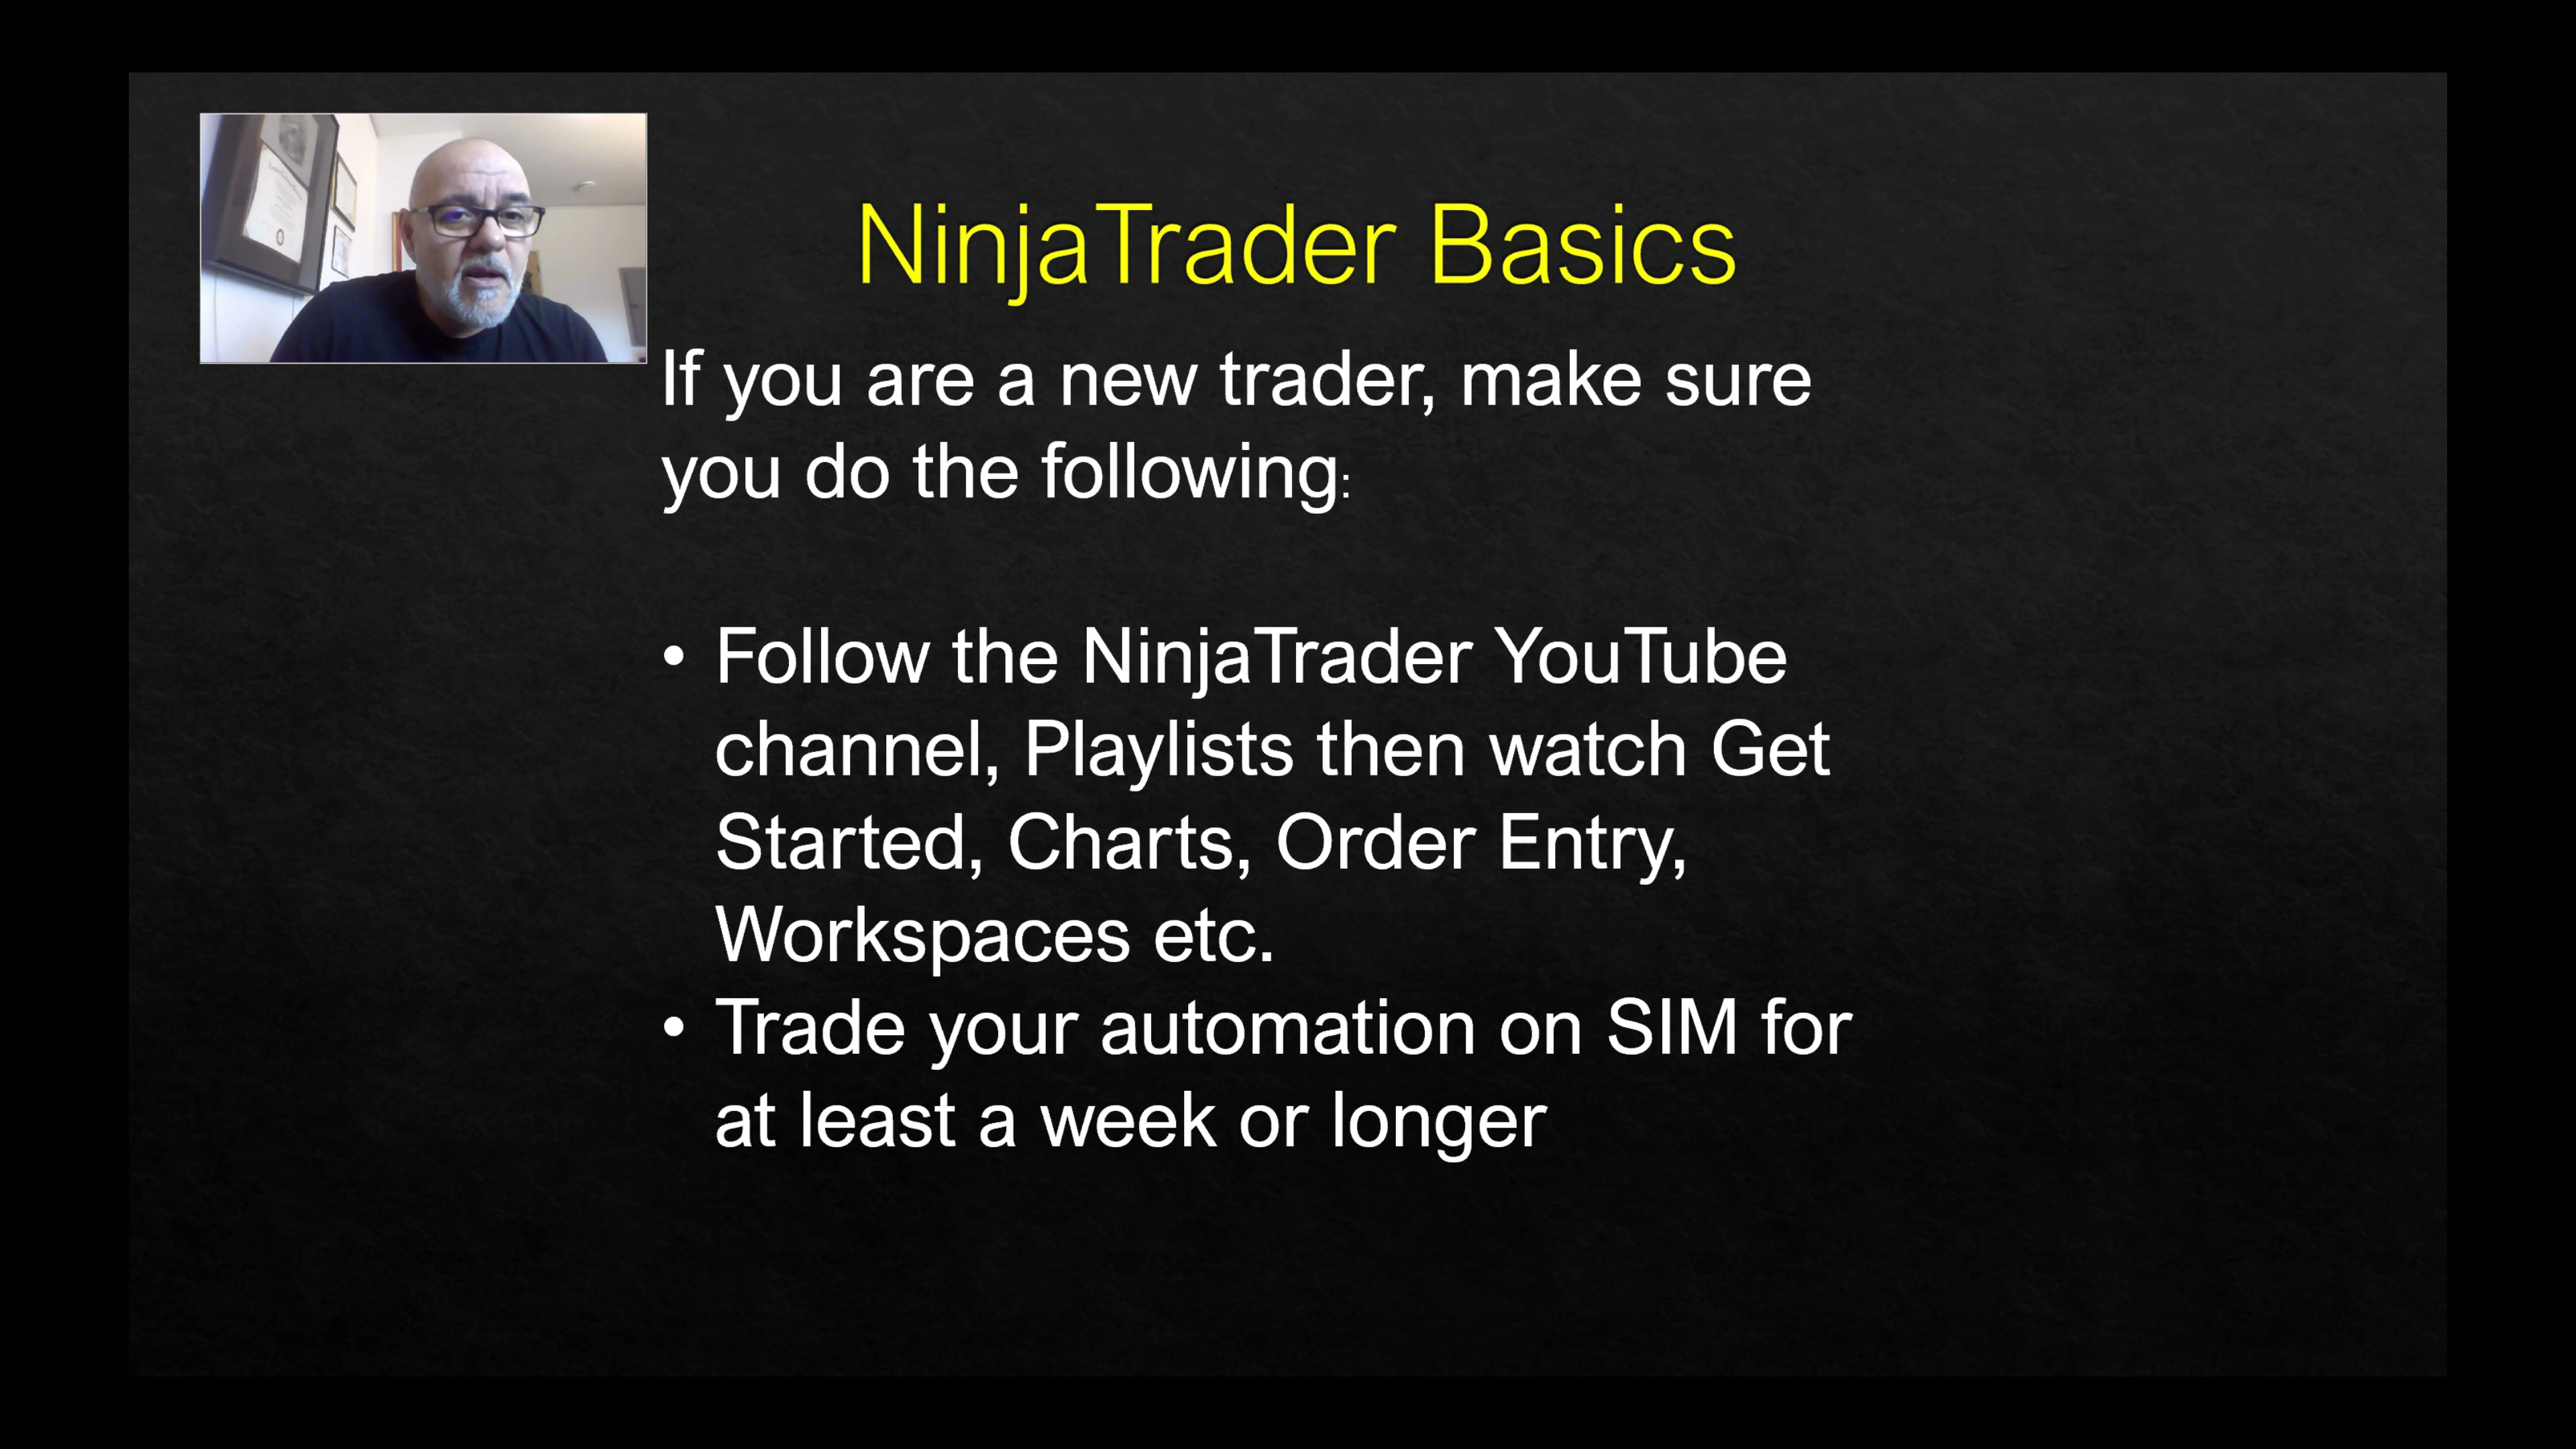 NinjaTrader Basics
If you are a new trader, make sure
you do the following:
• Follow the NinjaTrader YouTube
channel, Playlists then watch Get
Started, Charts, Order Entry,
Workspaces etc.
• Trade your automation on SIM for
at least a week or longer